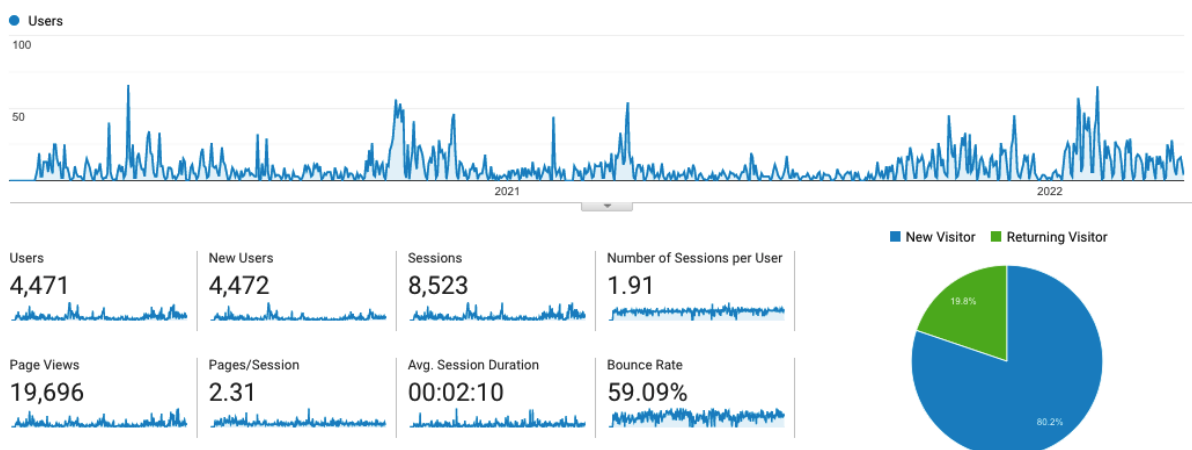 Users
100
50
2021
2022
New Visitor Returning Visitor
Users
4,471
New Users
4,472
Sessions
8,523
Number of Sessions per User
1.91
Page Views
19,696
Pages/Session
2.31
Avg. Session Duration
00:02:10
Bounce Rate
59.09%
19.8%
80.2%